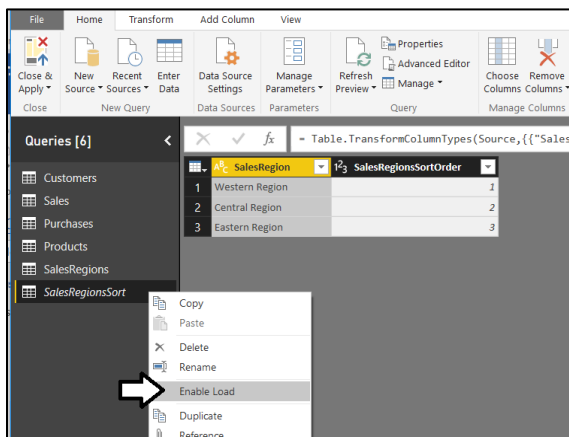 File Home Transform Add Column View
Close & Apply
New Source
Recent Sources
Enter Data
Data Source Settings
Manage Parameters
Refresh Preview
Properties
Advanced Editor
Manage
Choose Columns
Remove Columns
Close New Query Data Sources Parameters Query Manage Columns
Queries [6]
fx = Table.TransformColumnTypes(Source,{{"Sales
Customers
Sales
Purchases
Products
SalesRegions
SalesRegionsSort
ABC SalesRegion 123 SalesRegionsSortOrder
1 Western Region 1
2 Central Region 2
3 Eastern Region 3
Copy
Paste
Delete
Rename
Enable Load
Duplicate
Reference